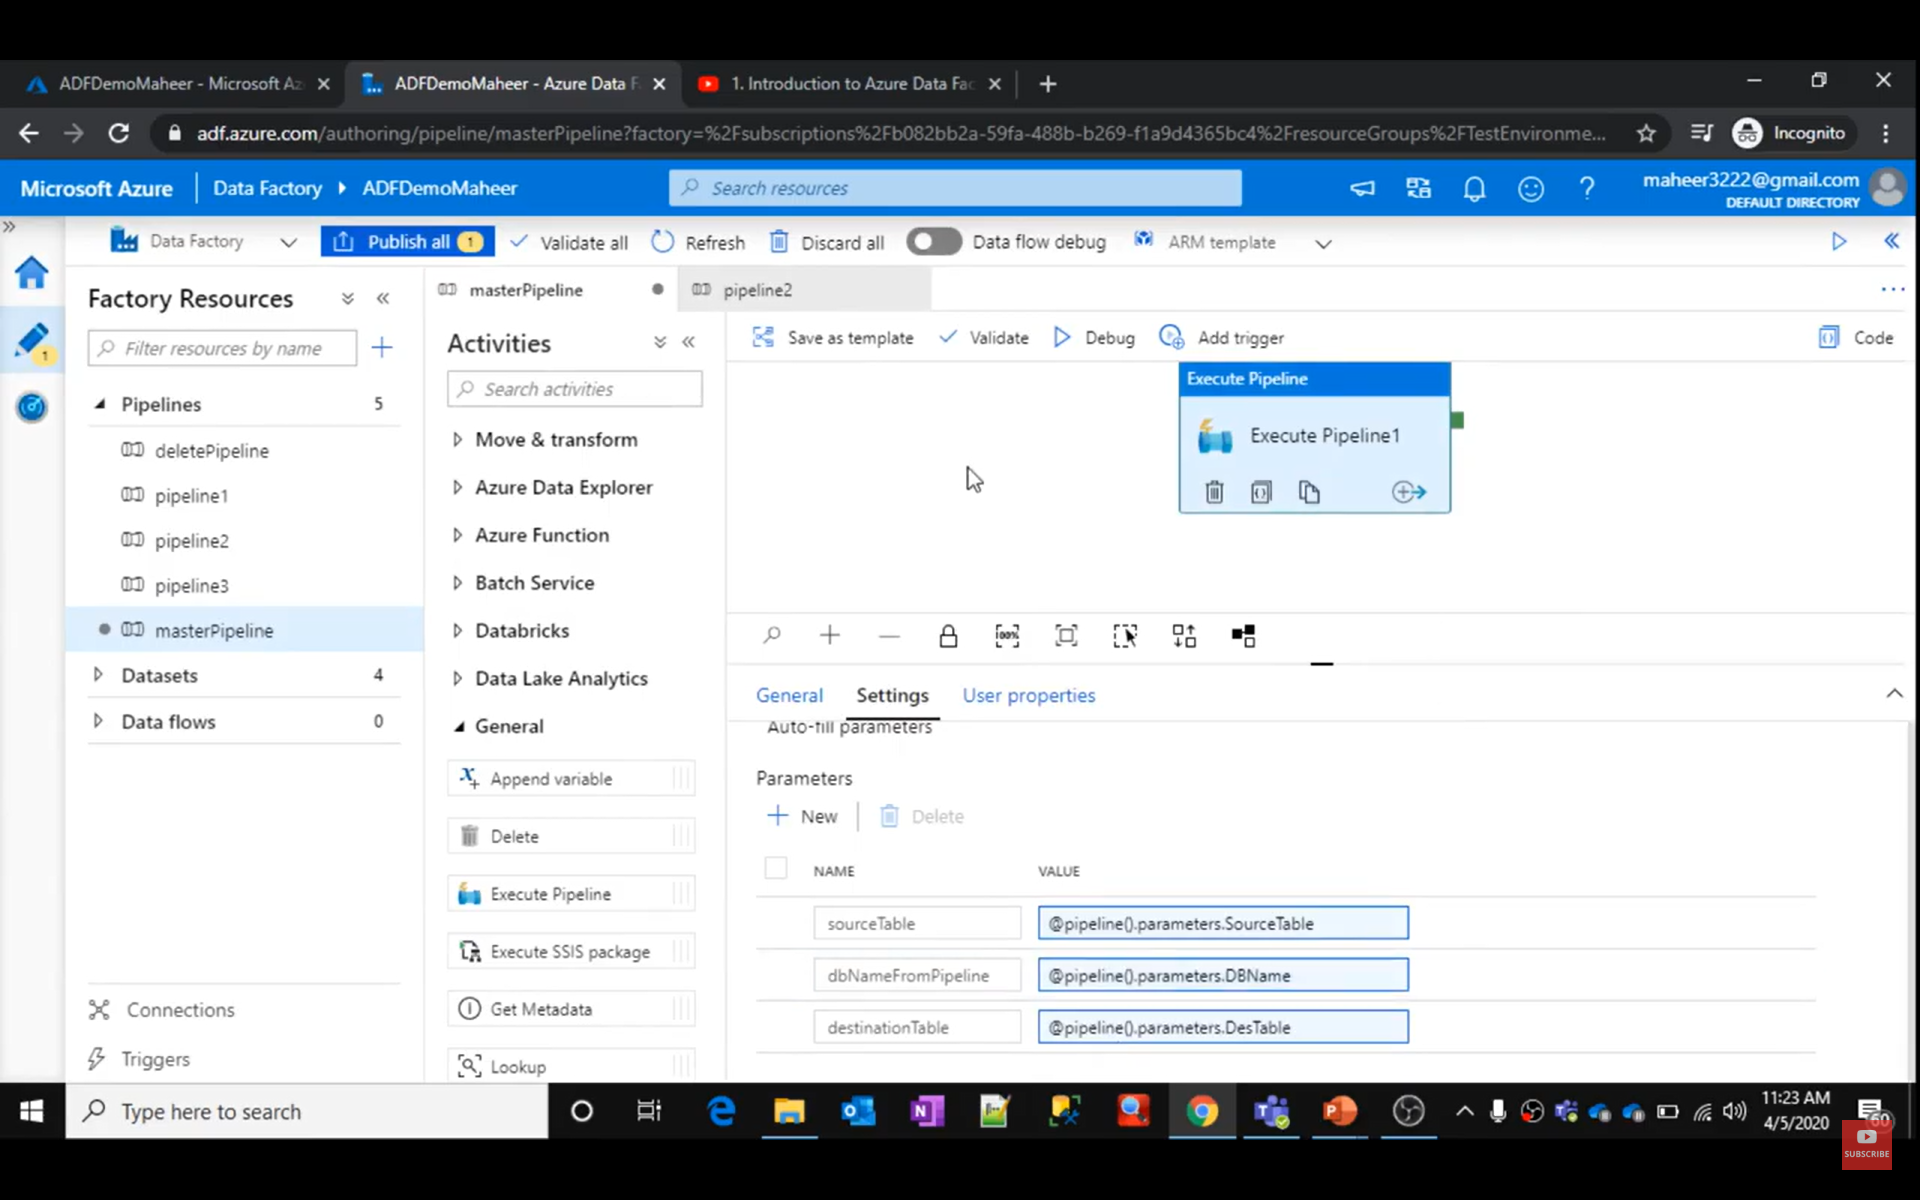 ADFDemoMaheer - Microsoft Az
ADFDemoMaheer - Azure Data F
1. Introduction to Azure Data Fac
adf.azure.com/authoring/pipeline/masterPipeline?factory=%2Fsubscriptions%2Fb082bb2a-59fa-488b-b269-f1a9d4365bc4%2FresourceGroups%2FTestEnvironme...
Incognito
Microsoft Azure
Data Factory
ADFDemoMaheer
Search resources
maheer3222@gmail.com
DEFAULT DIRECTORY
Data Factory
Publish all 1
Validate all
Refresh
Discard all
Data flow debug
ARM template
Factory Resources
Filter resources by name
1
Pipelines 5
deletePipeline
pipeline1
pipeline2
pipeline3
masterPipeline
Datasets 4
Data flows 0
Connections
Triggers
masterPipeline
pipeline2
Activities
Search activities
Move & transform
Azure Data Explorer
Azure Function
Batch Service
Databricks
Data Lake Analytics
General
Append variable
Delete
Execute Pipeline
Execute SSIS package
Get Metadata
Lookup
Save as template
Validate
Debug
Add trigger
Code
Execute Pipeline
Execute Pipeline1
100%
General
Settings
User properties
Auto-fill parameters
Parameters
New
Delete
NAME VALUE
sourceTable @pipeline().parameters.SourceTable
dbNameFromPipeline @pipeline().parameters.DBName
destinationTable @pipeline().parameters.DesTable
Type here to search
11:23 AM
4/5/2020
60
SUBSCRIBE